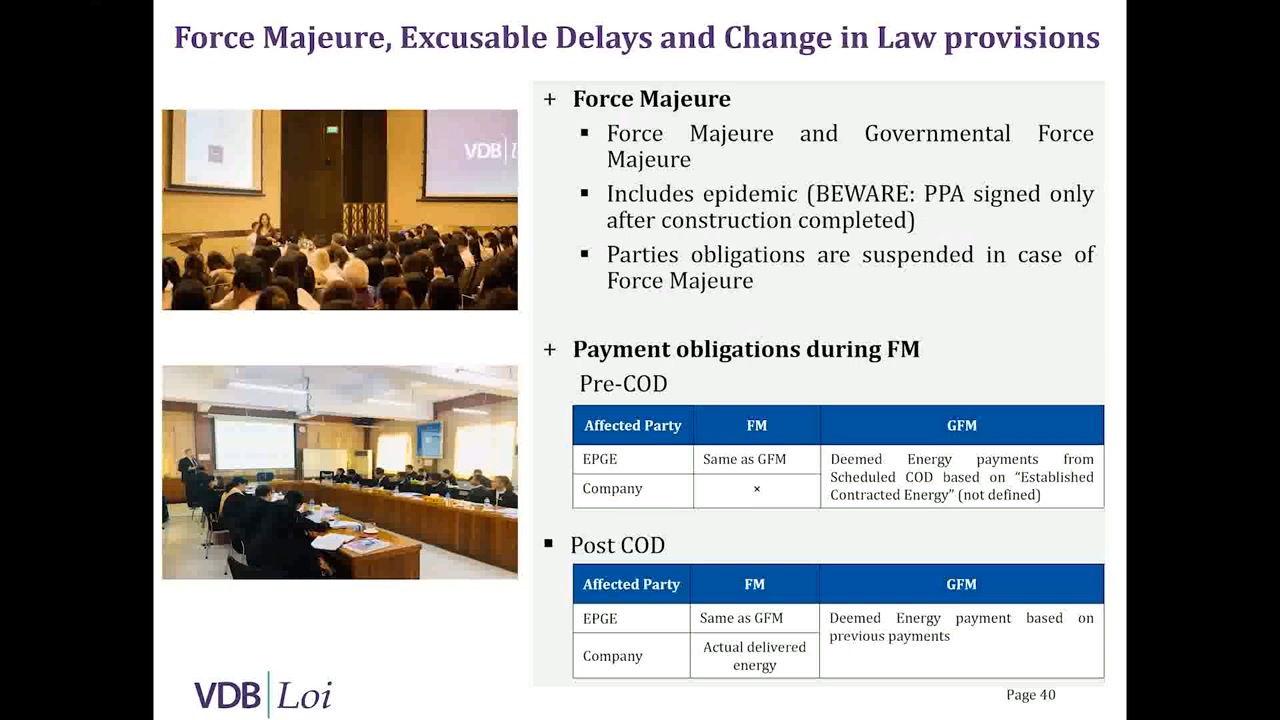 Force Majeure, Excusable Delays and Change in Law provisions
VDB
+ Force Majeure
▪ Force Majeure and Governmental Force
Majeure
▪ Includes epidemic (BEWARE: PPA signed only
after construction completed)
▪ Parties obligations are suspended in case of
Force Majeure
+ Payment obligations during FM
Pre-COD
Affected Party FM GFM
EPGE Same as GFM Deemed Energy payments from
Scheduled COD based on “Established
Company × Contracted Energy” (not defined)
▪ Post COD
Affected Party FM GFM
EPGE Same as GFM Deemed Energy payment based on
previous payments
Company Actual delivered
energy
VDB Loi
Page 40